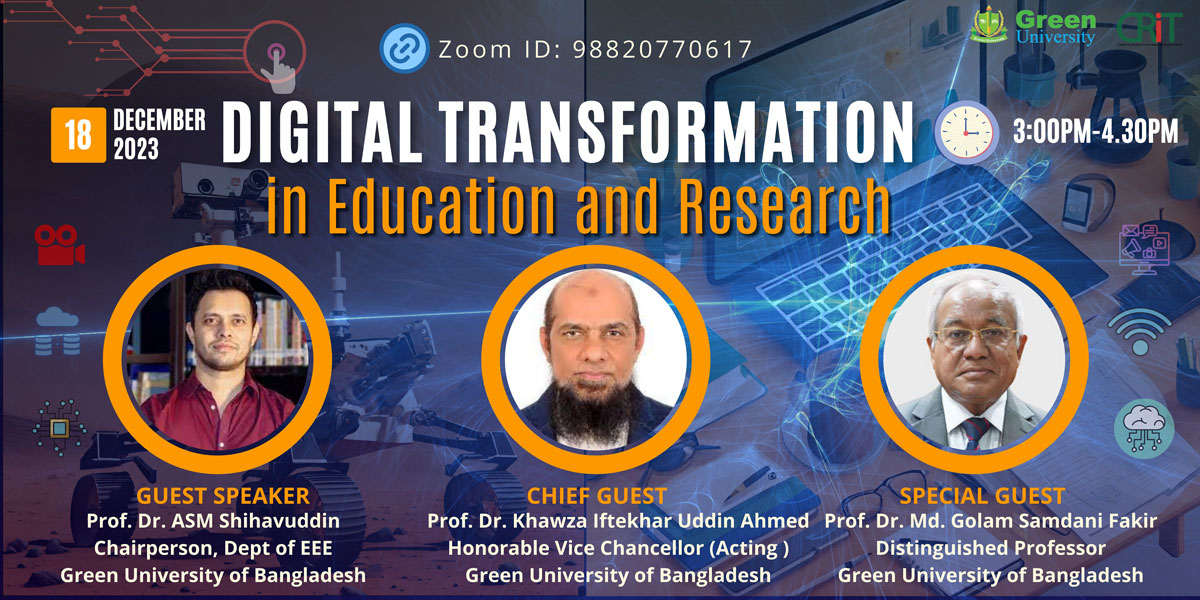 Zoom ID: 98820770617
Green
University
CRiT
18
DECEMBER
2023
DIGITAL TRANSFORMATION
in Education and Research
3:00PM-4.30PM
GUEST SPEAKER
Prof. Dr. ASM Shihavuddin
Chairperson, Dept of EEE
Green University of Bangladesh
CHIEF GUEST
Prof. Dr. Khawza Iftekhar Uddin Ahmed
Honorable Vice Chancellor (Acting )
Green University of Bangladesh
SPECIAL GUEST
Prof. Dr. Md. Golam Samdani Fakir
Distinguished Professor
Green University of Bangladesh